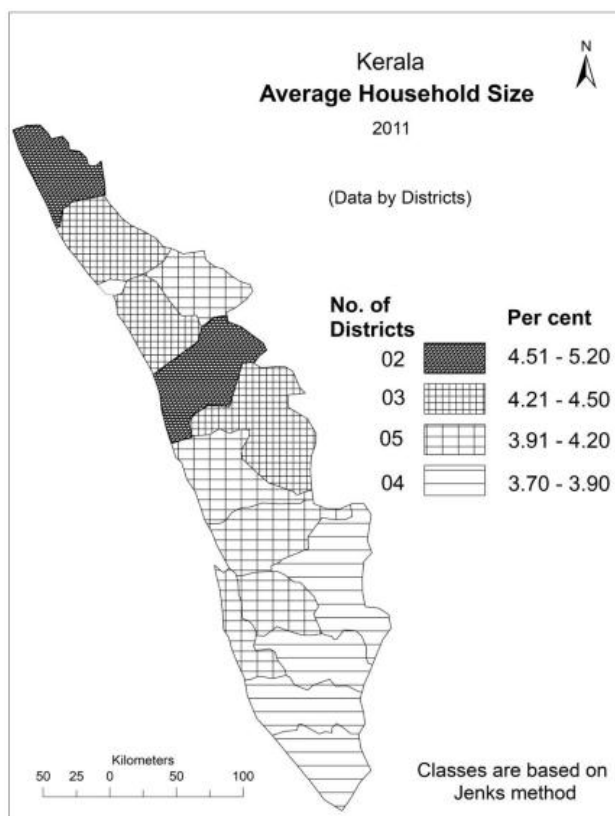 N
Kerala
Average Household Size
2011
(Data by Districts)
No. of Districts Per cent
02 4.51 - 5.20
03 4.21 - 4.50
05 3.91 - 4.20
04 3.70 - 3.90
Kilometers
50 25 0 50 100
Classes are based on
Jenks method